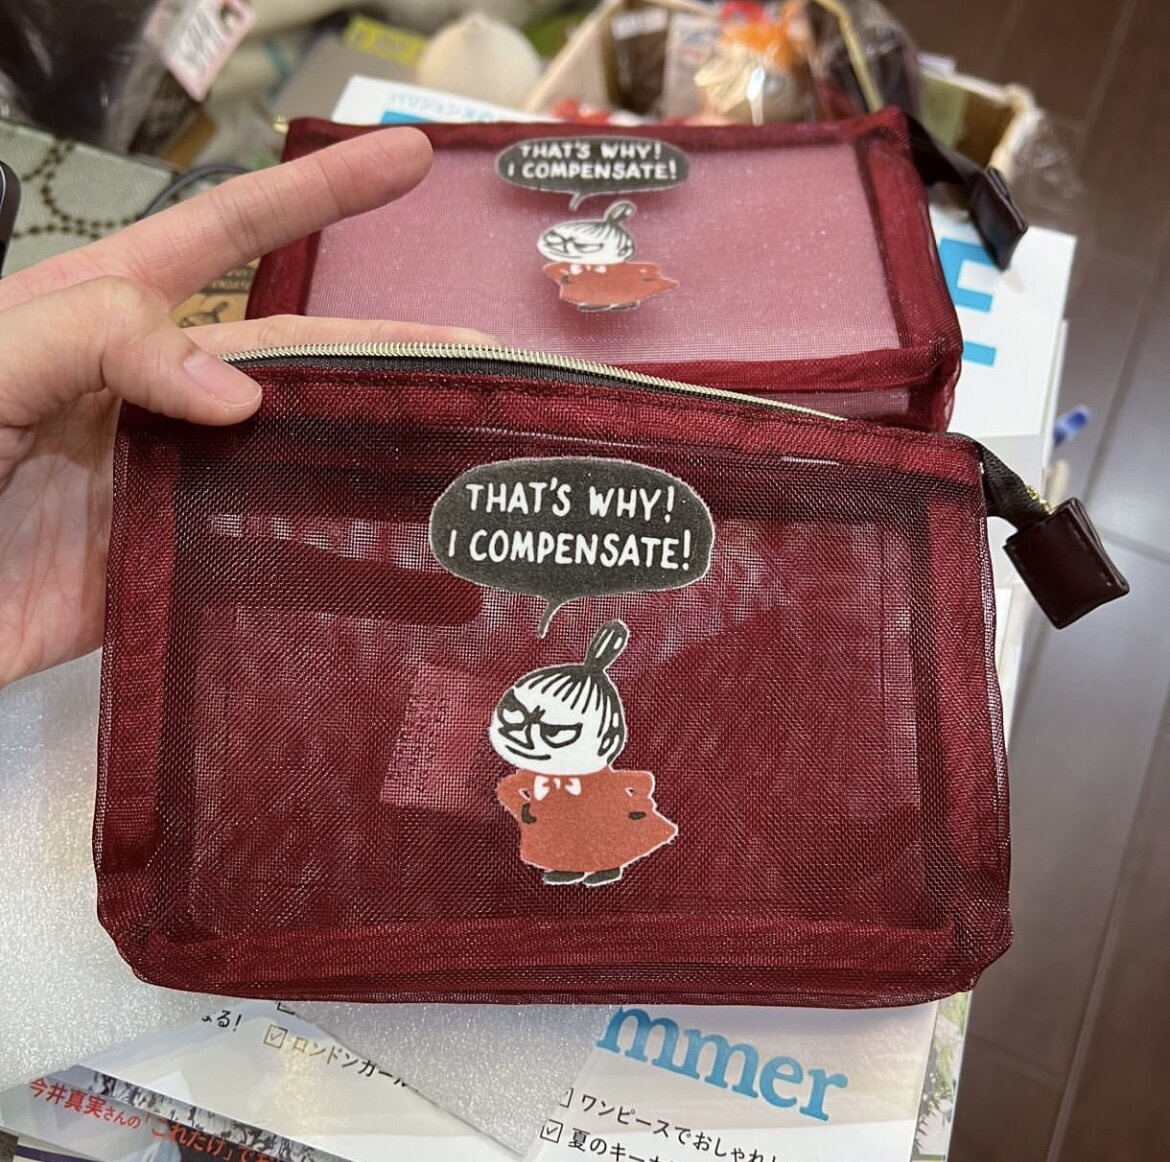 THAT'S WHY!
I COMPENSATE!
THAT'S WHY!
I COMPENSATE!
る!
ロンドンガール
mmer
ワンピースでおしゃれ!
夏のキー
今井真実さんの「これだけ」で